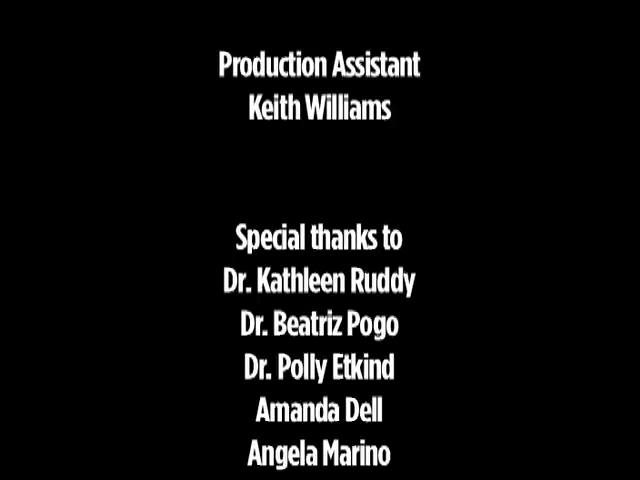 Production Assistant
Keith Williams
Special thanks to
Dr. Kathleen Ruddy
Dr. Beatriz Pogo
Dr. Polly Etkind
Amanda Dell
Angela Marino